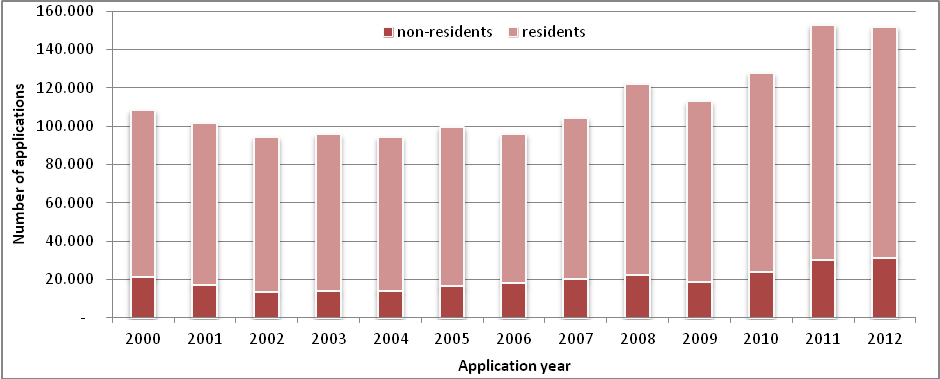 160.000
non-residents residents
140.000
120.000
100.000
80.000
60.000
40.000
20.000
-
Number of applications
2000 2001 2002 2003 2004 2005 2006 2007 2008 2009 2010 2011 2012
Application year